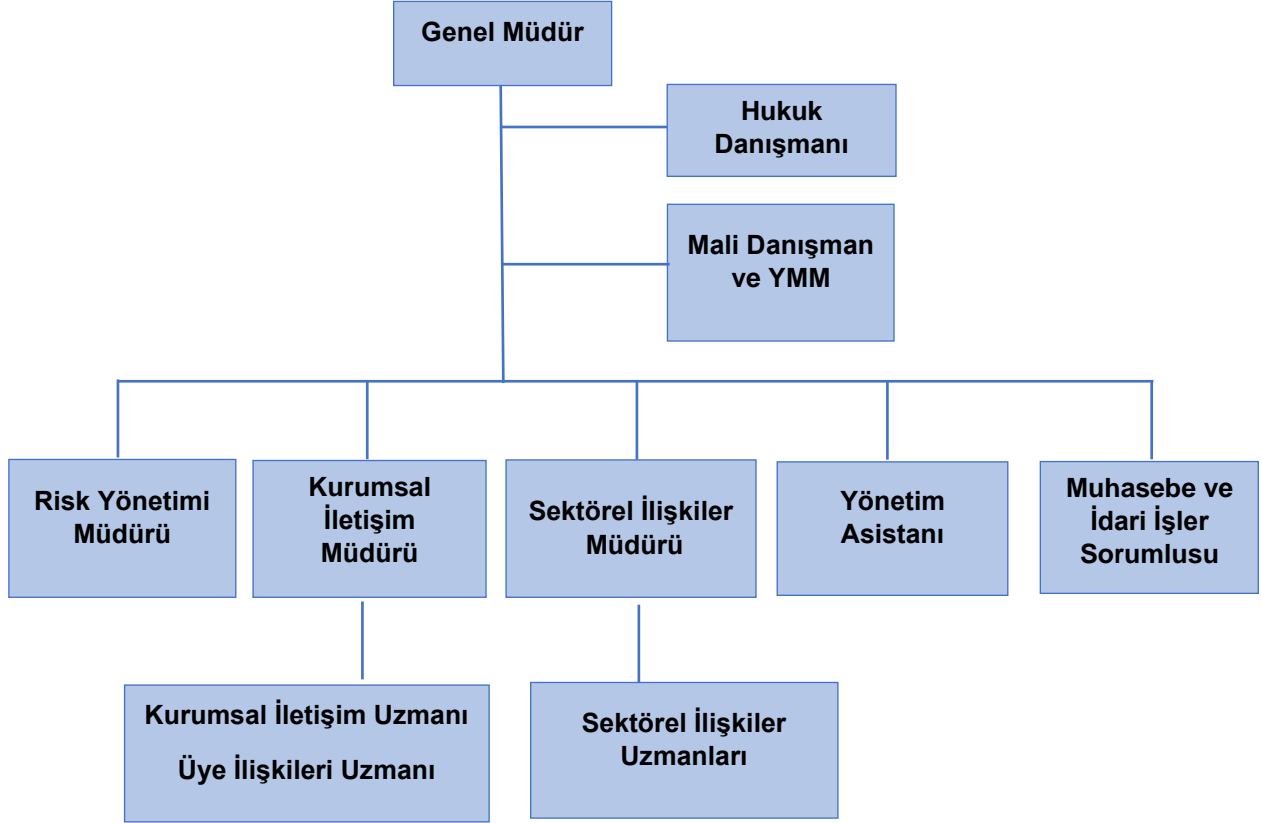 Genel Müdür
Hukuk
Danışmanı
Mali Danışman
ve YMM
Risk Yönetimi
Müdürü
Kurumsal
İletişim
Müdürü
Sektörel İlişkiler
Müdürü
Yönetim
Asistanı
Muhasebe ve
İdari İşler
Sorumlusu
Kurumsal İletişim Uzmanı
Üye İlişkileri Uzmanı
Sektörel İlişkiler
Uzmanları